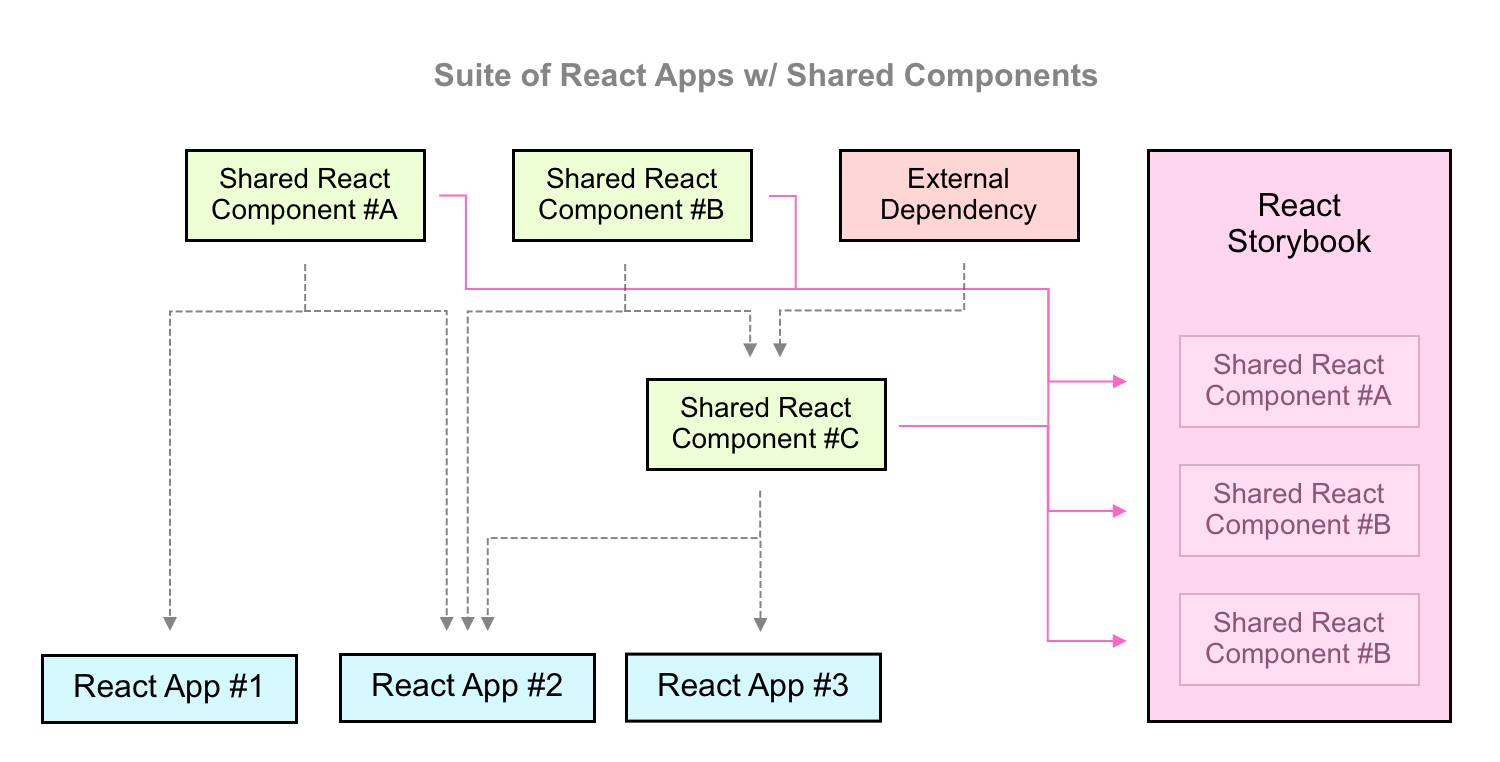 Suite of React Apps w/ Shared Components
Shared React
Component #A
Shared React
Component #B
External
Dependency
React
Storybook
Shared React
Component #A
Shared React
Component #C
Shared React
Component #B
Shared React
Component #B
React App #1
React App #2
React App #3